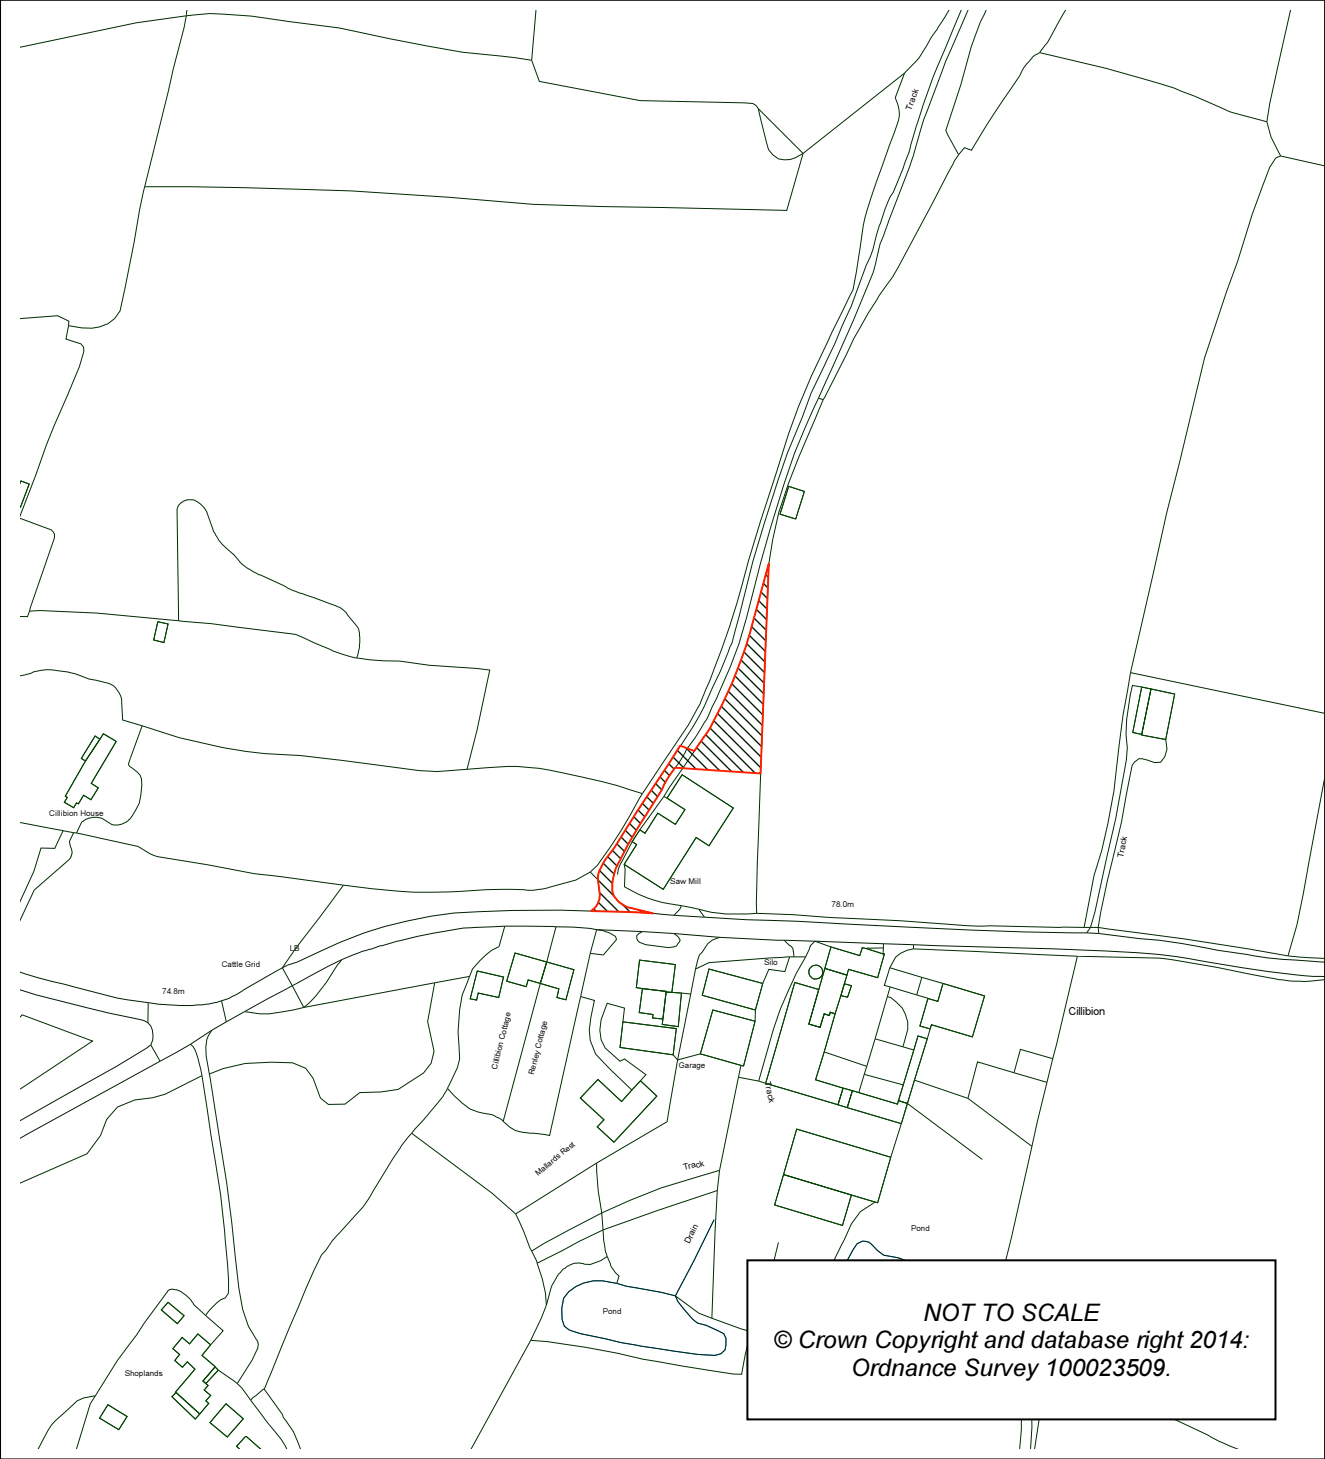 Track
Cillibion House
Saw Mill
78.0m
Track
LB
Cattle Grid
74.8m
Silo
Cillibion
Cillibion Cottage
Renley Cottage
Garage
Track
Mallards Rest
Track
Drain
Pond
Pond
Shoplands
NOT TO SCALE
© Crown Copyright and database right 2014:
Ordnance Survey 100023509.